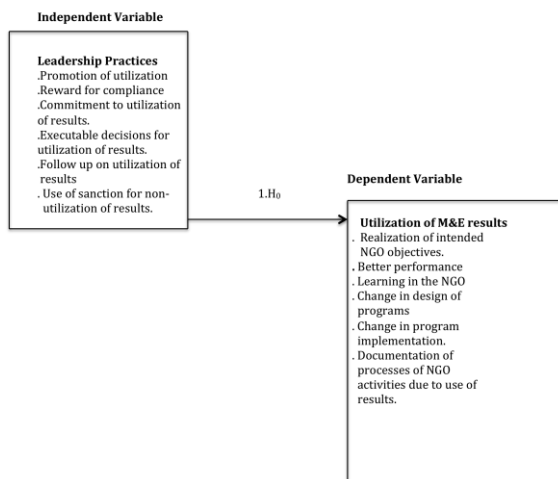 Independent Variable
Leadership Practices
.Promotion of utilization
.Reward for compliance
.Commitment to utilization
of results.
.Executable decisions for
utilization of results.
.Follow up on utilization of
results
. Use of sanction for non-
utilization of results.
1.H₀
Dependent Variable
Utilization of M&E results
. Realization of intended
NGO objectives.
. Better performance
. Learning in the NGO
. Change in design of
programs
. Change in program
implementation.
. Documentation of
processes of NGO
activities due to use of
results.